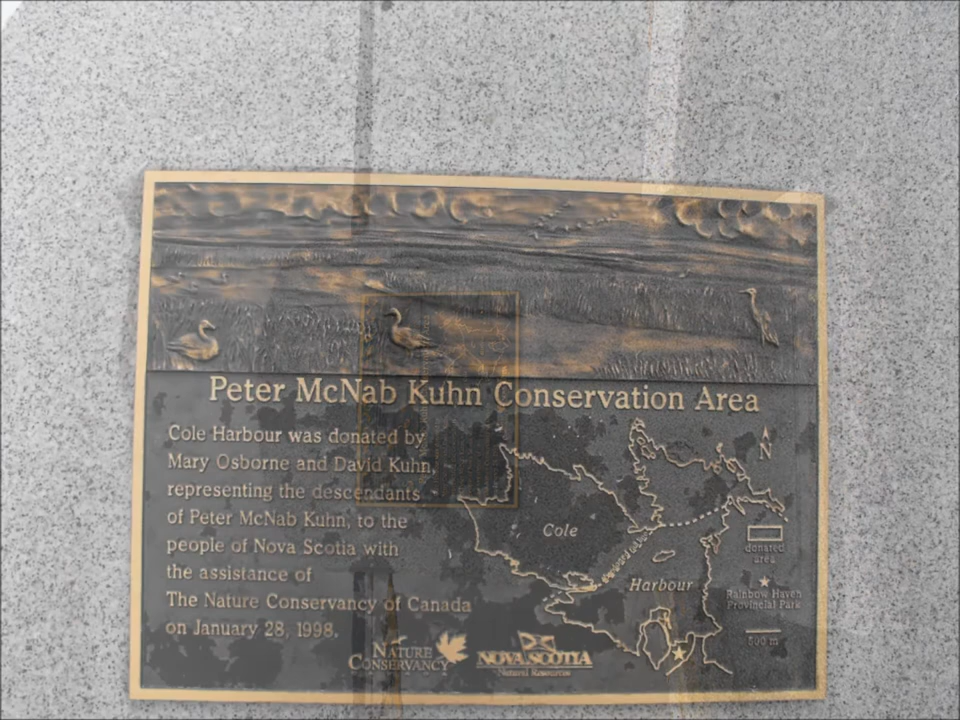 Peter McNab Kuhn Conservation Area
Cole Harbour was donated by
Mary Osborne and David Kuhn,
representing the descendants
of Peter McNab Kuhn, to the
people of Nova Scotia with
the assistance of
The Nature Conservancy of Canada
on January 28, 1998.
NATURE
CONSERVANCY
NOVA SCOTIA
Natural Resources
N
Cole
Harbour
donated
area
Rainbow Haven
Provincial Park
500 m